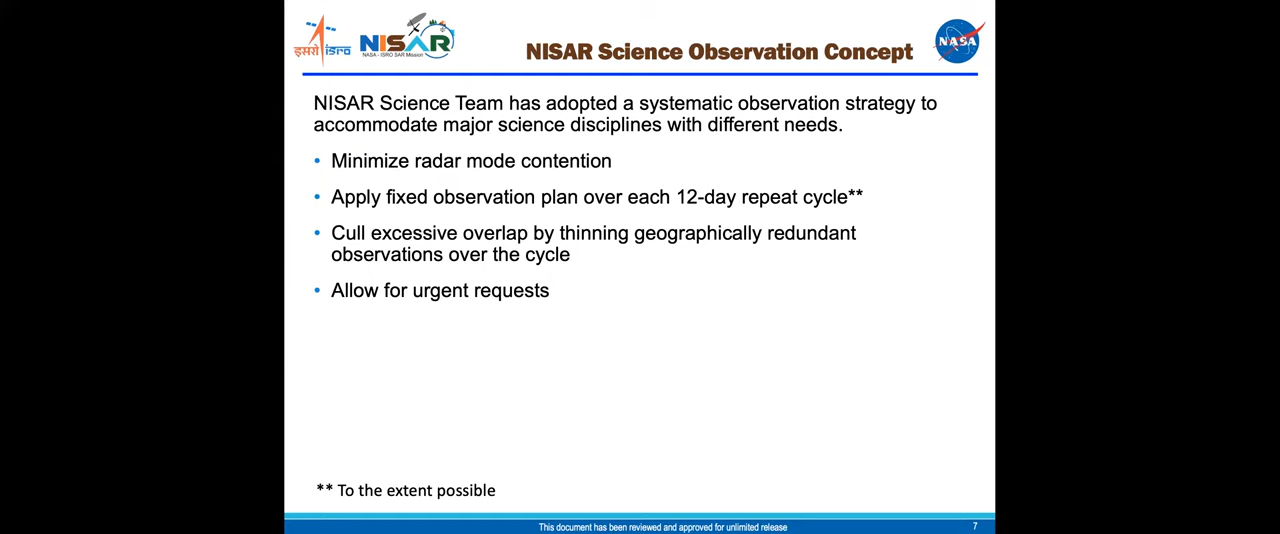 इसरो isro
NISAR
NASA - ISRO SAR Mission
NISAR Science Observation Concept
NASA
NISAR Science Team has adopted a systematic observation strategy to
accommodate major science disciplines with different needs.
• Minimize radar mode contention
• Apply fixed observation plan over each 12-day repeat cycle**
• Cull excessive overlap by thinning geographically redundant
observations over the cycle
• Allow for urgent requests
** To the extent possible
This document has been reviewed and approved for unlimited release
7